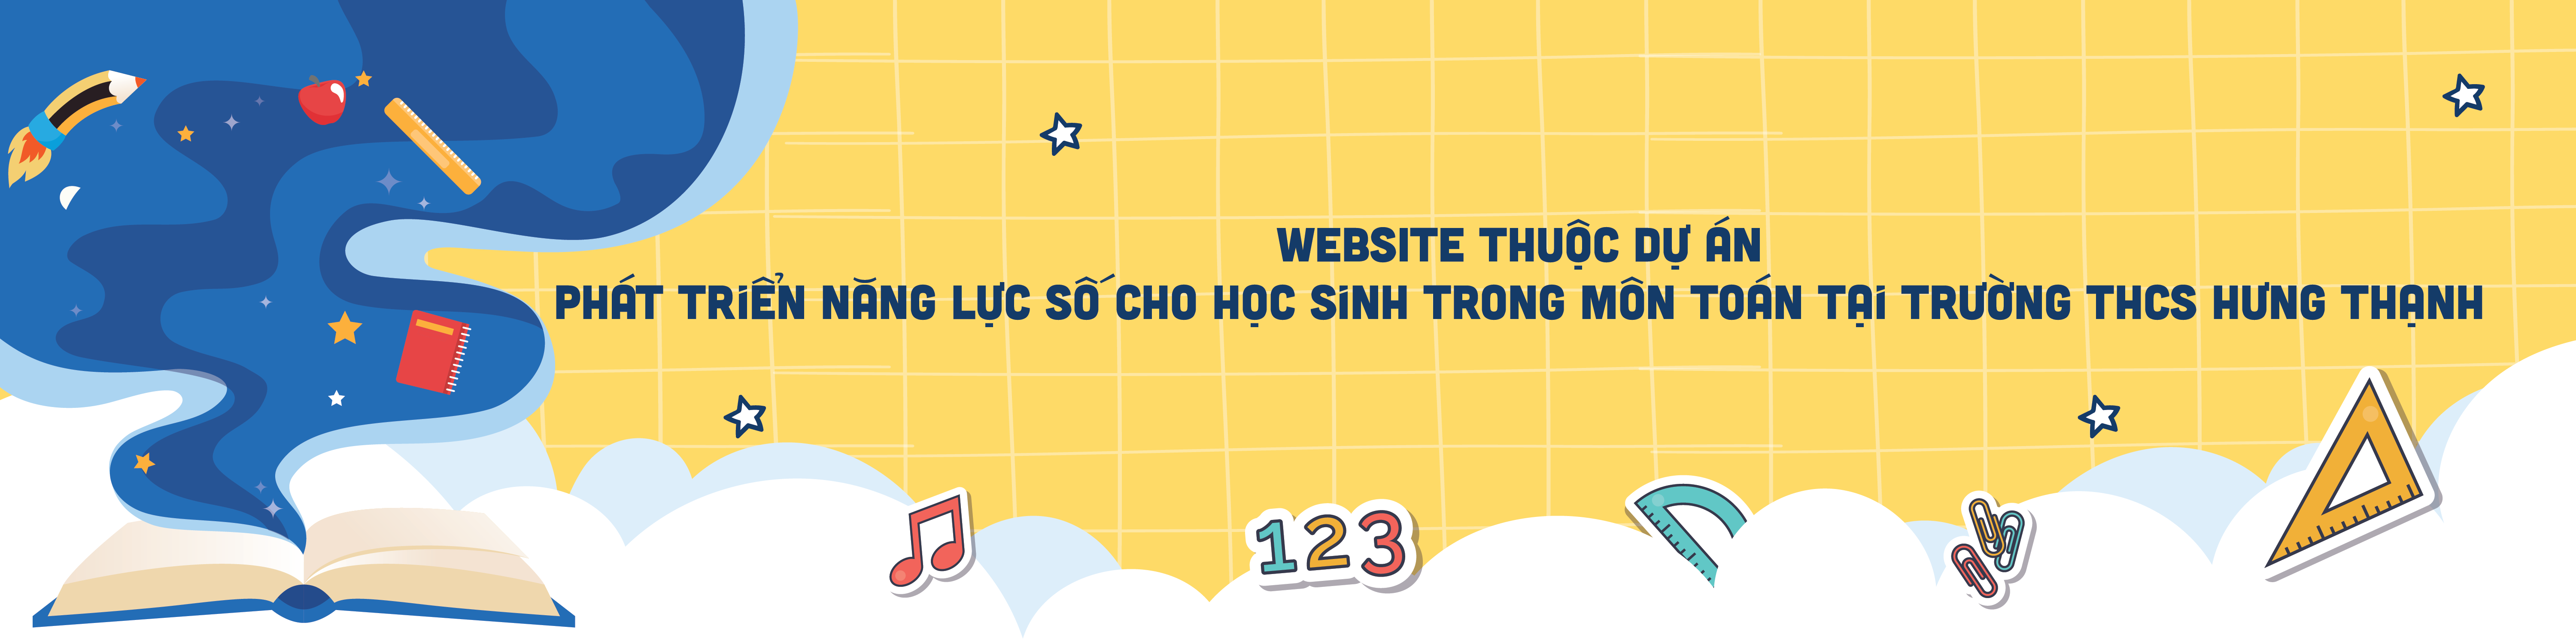 WEBSITE THUỘC DỰ ÁN
PHÁT TRIỂN NĂNG LỰC SỐ CHO HỌC SINH TRONG MÔN TOÁN TẠI TRƯỜNG THCS HƯNG THẠNH
123